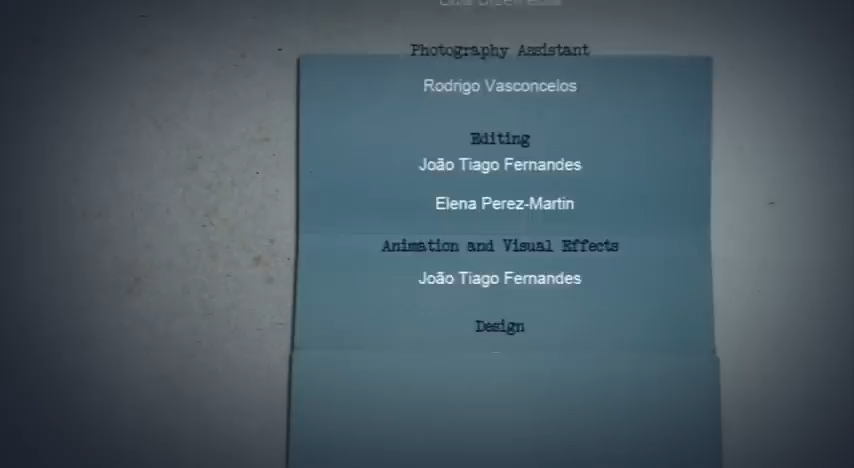 Photography Assistant
Rodrigo Vasconcelos
Editing
João Tiago Fernandes
Elena Perez-Martin
Animation and Visual Effects
João Tiago Fernandes
Design